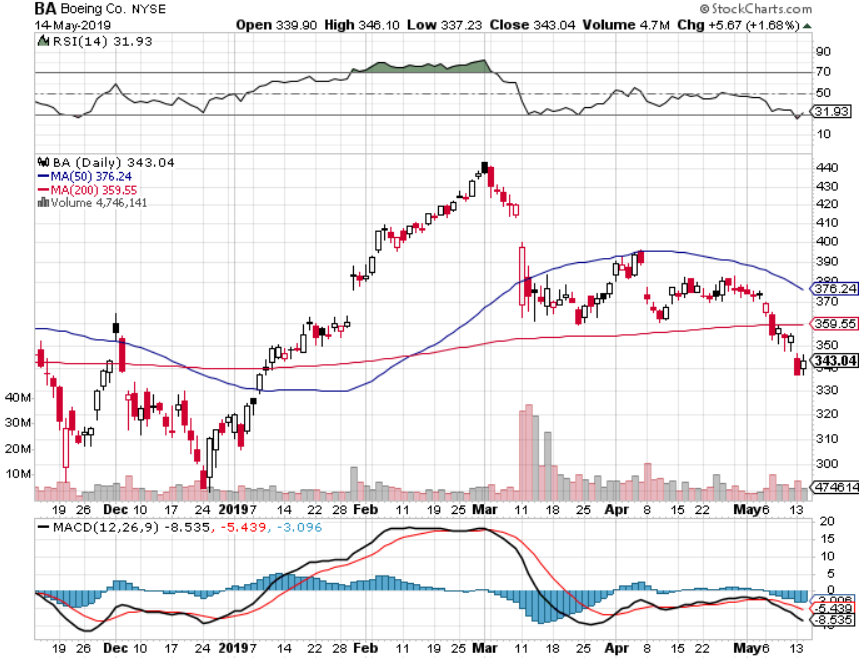 BA Boeing Co. NYSE © StockCharts.com
14-May-2019 Open 339.90 High 346.10 Low 337.23 Close 343.04 Volume 4.7M Chg +5.67 (+1.68%)
RSI(14) 31.93
90
70
50
31.93
10
BA (Daily) 343.04
MA(50) 376.24
MA(200) 359.55
Volume 4,746,141
440
430
420
410
400
390
380
376.24
370
359.55
350
343.04
340
330
320
310
300
40M
30M
20M
10M
474614
19 26 Dec 10 17 24 2019 7 14 22 28 Feb 11 19 25 Mar 11 18 25 Apr 8 15 22 May 6 13
MACD(12,26,9) -8.535, -5.439, -3.096
20
15
10
5
0
-5.439
-8.535
19 26 Dec 10 17 24 2019 7 14 22 28 Feb 11 19 25 Mar 11 18 25 Apr 8 15 22 May 6 13